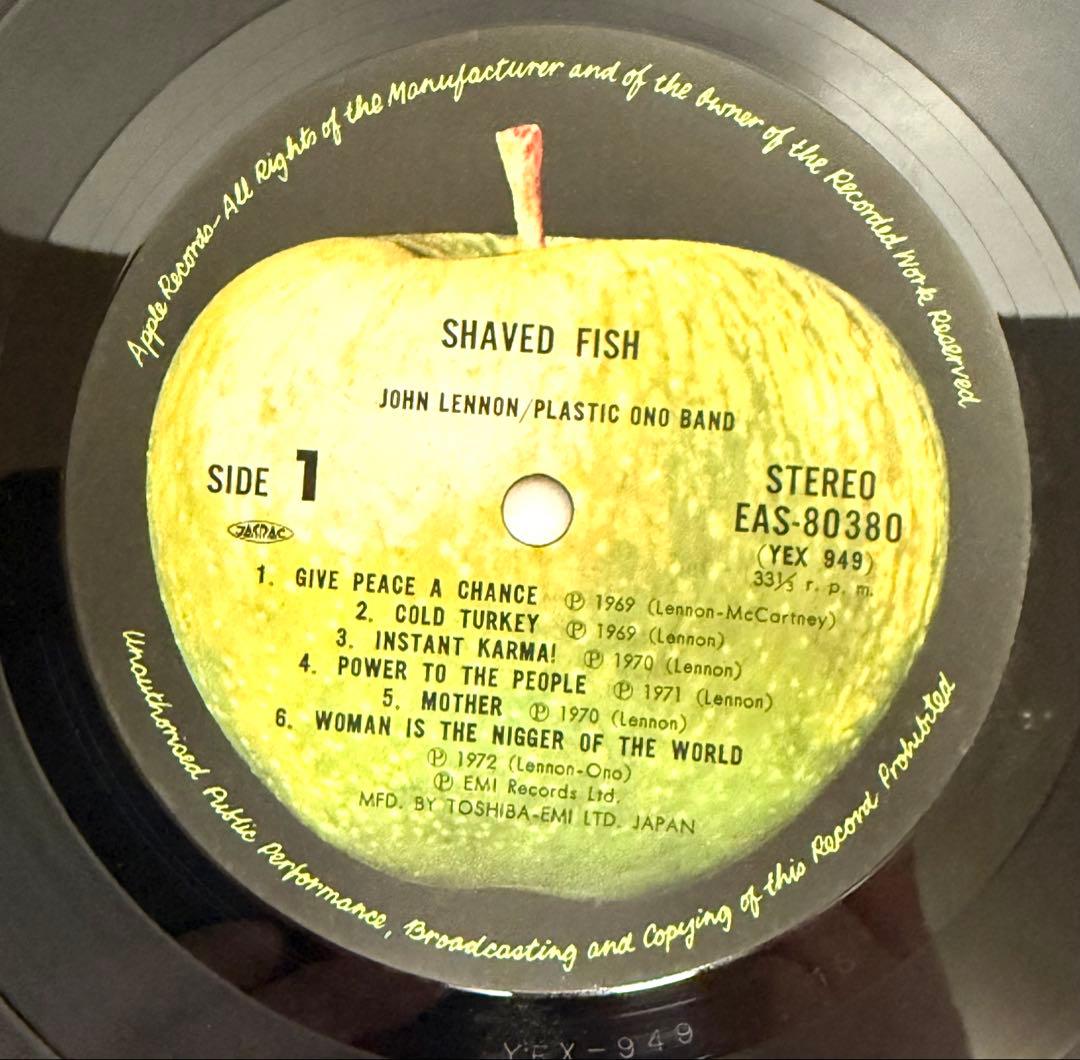 Apple Records-All Rights of the Manufacturer and of the Owner of the Recorded Work Reserved
SHAVED FISH
JOHN LENNON/PLASTIC ONO BAND
SIDE 1
STEREO
EAS-80380
JASRAC
(YEX 949)
33⅓ r. p. m.
1. GIVE PEACE A CHANCE Ⓟ 1969 (Lennon-McCartney)
2. COLD TURKEY Ⓟ 1969 (Lennon)
3. INSTANT KARMA! Ⓟ 1970 (Lennon)
4. POWER TO THE PEOPLE Ⓟ 1971 (Lennon)
5. MOTHER Ⓟ 1970 (Lennon)
6. WOMAN IS THE NIGGER OF THE WORLD
Ⓟ 1972 (Lennon-Ono)
Ⓟ EMI Records Ltd.
MFD. BY TOSHIBA-EMI LTD. JAPAN
Unauthorised Public Performance, Broadcasting and Copying of this Record Prohibited
YEX-949